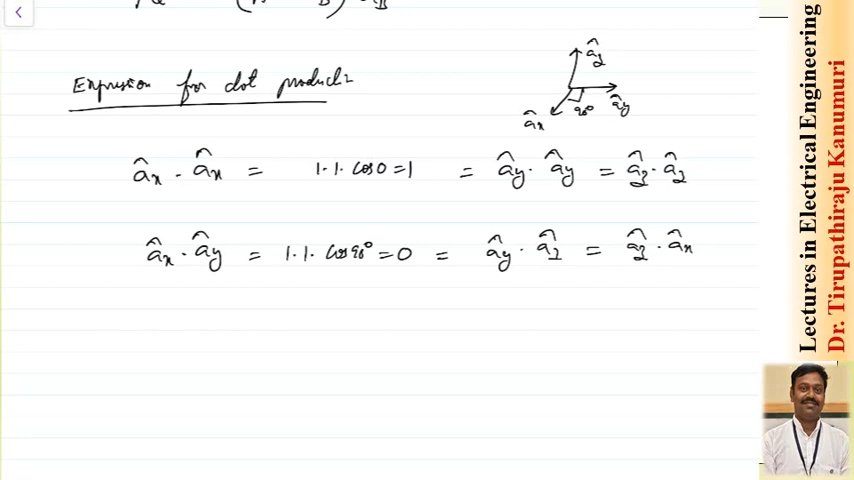 Expression for dot product:
âz
ây
90°
âx
âx · âx = 1·1·cos0=1 = ây · ây = âz · âz
âx · ây = 1·1·cos90°=0 = ây · âz = âz · âx
Lectures in Electrical Engineering
Dr. Tirupathiraju Kanumuri